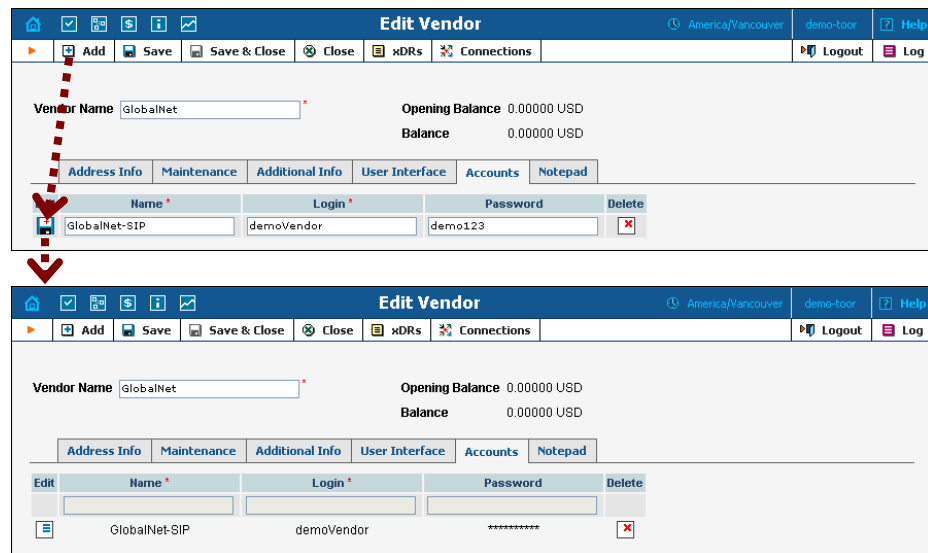 Edit Vendor America/Vancouver demo-toor ? Help
Add Save Save & Close Close xDRs Connections Logout Log
Vendor Name GlobalNet * Opening Balance 0.00000 USD
Balance 0.00000 USD
Address Info Maintenance Additional Info User Interface Accounts Notepad
Name * Login * Password Delete
GlobalNet-SIP demoVendor demo123
Edit Vendor America/Vancouver demo-toor ? Help
Add Save Save & Close Close xDRs Connections Logout Log
Vendor Name GlobalNet * Opening Balance 0.00000 USD
Balance 0.00000 USD
Address Info Maintenance Additional Info User Interface Accounts Notepad
Edit Name * Login * Password Delete
GlobalNet-SIP demoVendor **********